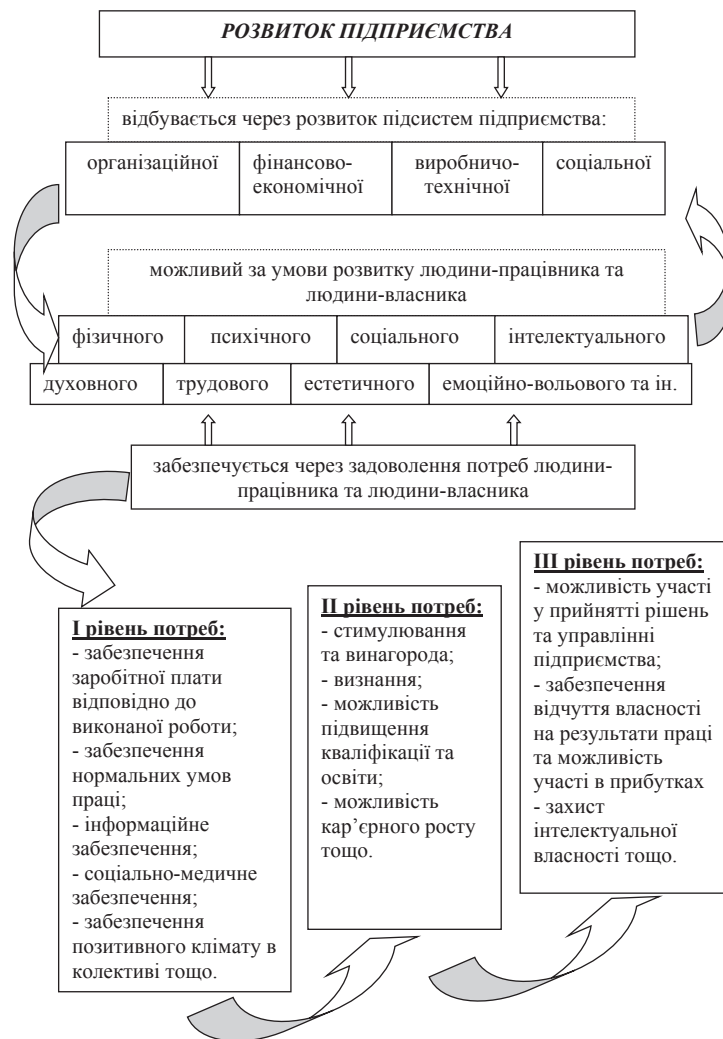 РОЗВИТОК ПІДПРИЄМСТВА
відбувається через розвиток підсистем підприємства:
організаційної
фінансово-
економічної
виробничо-
технічної
соціальної
можливий за умови розвитку людини-працівника та
людини-власника
фізичного
психічного
соціального
інтелектуального
духовного
трудового
естетичного
емоційно-вольового та ін.
забезпечується через задоволення потреб людини-
працівника та людини-власника
І рівень потреб:
- забезпечення
заробітної плати
відповідно до
виконаної роботи;
- забезпечення
нормальних умов
праці;
- інформаційне
забезпечення;
- соціально-медичне
забезпечення;
- забезпечення
позитивного клімату в
колективі тощо.
ІІ рівень потреб:
- стимулювання
та винагорода;
- визнання;
- можливість
підвищення
кваліфікації та
освіти;
- можливість
кар’єрного росту
тощо.
ІІІ рівень потреб:
- можливість участі
у прийнятті рішень
та управлінні
підприємства;
- забезпечення
відчуття власності
на результати праці
та можливість
участі в прибутках
- захист
інтелектуальної
власності тощо.